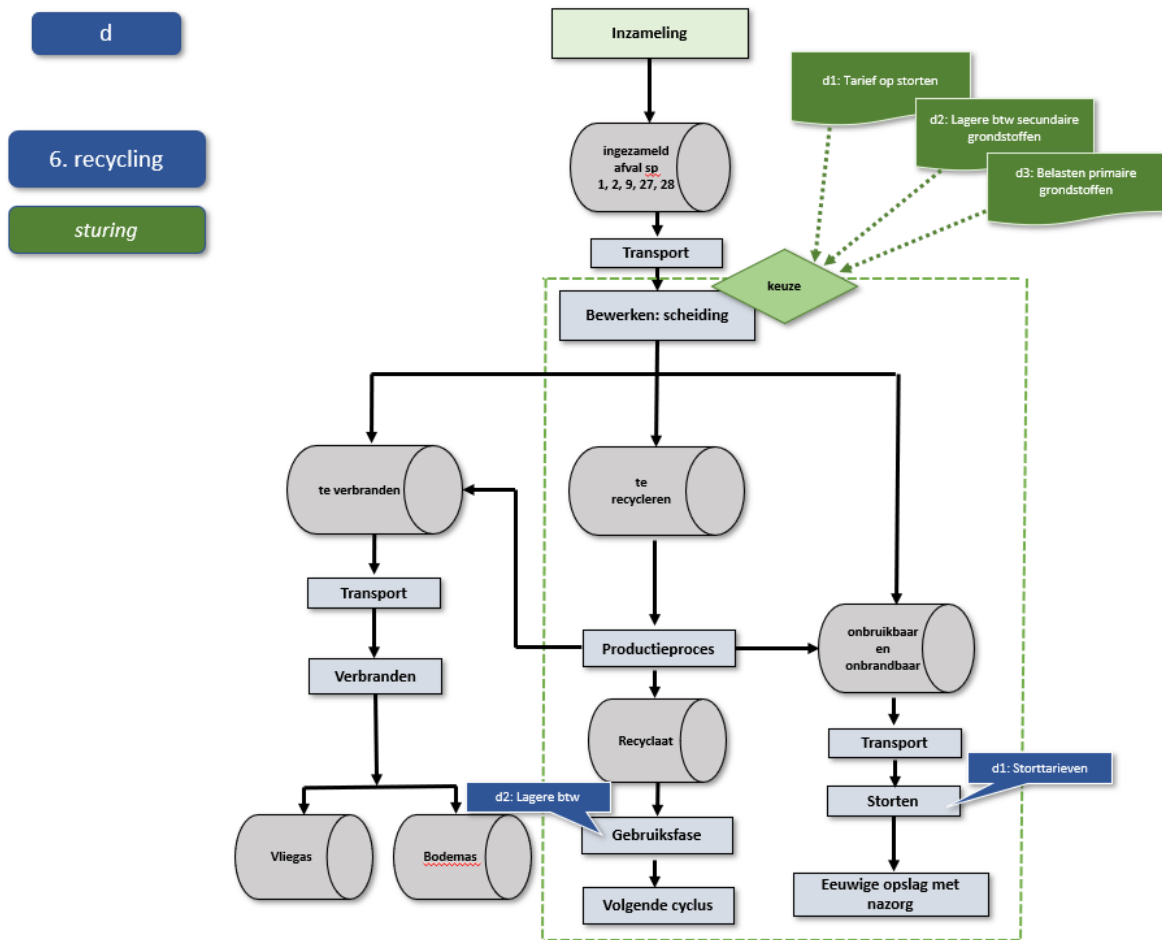 d
Inzameling
d1: Tarief op storten
d2: Lagere btw secundaire
grondstoffen
d3: Belasten primaire
grondstoffen
6. recycling
sturing
ingezameld
afval sp
1, 2, 9, 27, 28
Transport
keuze
Bewerken: scheiding
te verbranden
te
recycleren
Transport
Verbranden
Productieproces
onbruikbaar
en
onbrandbaar
Recyclaat
Transport
d1: Storttarieven
d2: Lagere btw
Storten
Gebruiksfase
Vliegas
Bodemas
Volgende cyclus
Eeuwige opslag met
nazorg